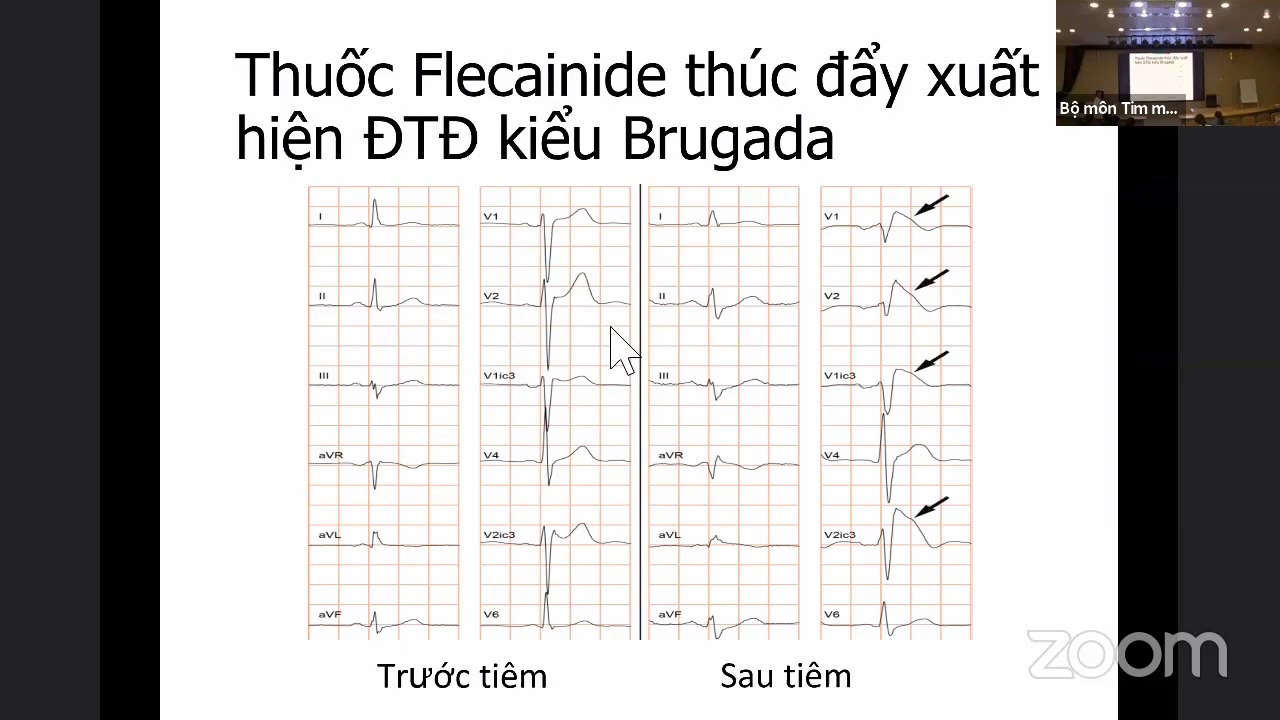 Thuốc Flecainide thúc đẩy xuất
hiện ĐTĐ kiểu Brugada
Bộ môn Tim m...
I
V1
I
V1
II
V2
II
V2
III
V1ic3
III
V1ic3
aVR
V4
aVR
V4
aVL
V2ic3
aVL
V2ic3
aVF
V6
aVF
V6
Trước tiêm
Sau tiêm
zoom